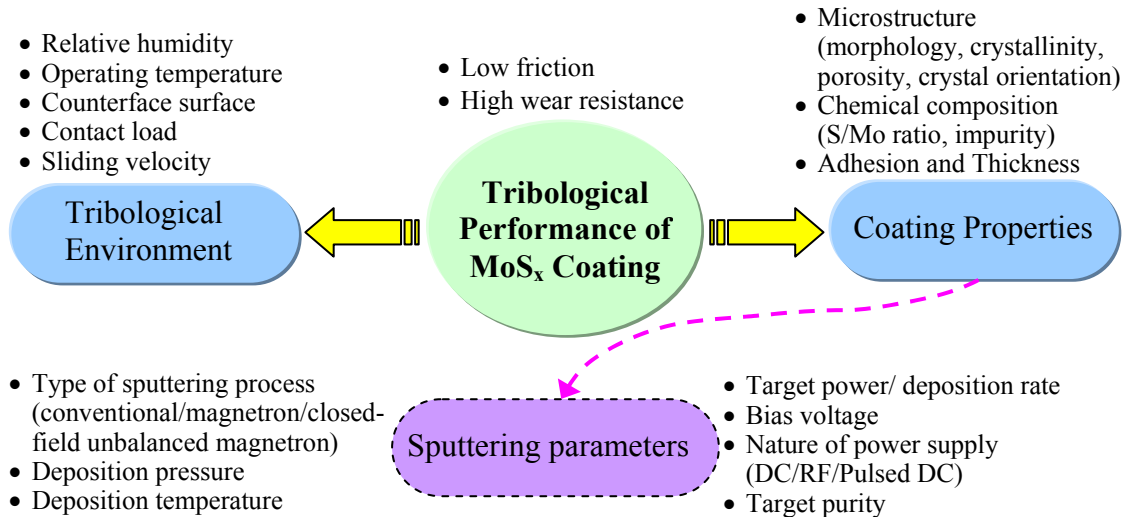 • Relative humidity
• Operating temperature
• Counterface surface
• Contact load
• Sliding velocity
Tribological
Environment
• Low friction
• High wear resistance
Tribological
Performance of
MoSₓ Coating
• Microstructure
(morphology, crystallinity,
porosity, crystal orientation)
• Chemical composition
(S/Mo ratio, impurity)
• Adhesion and Thickness
Coating Properties
• Type of sputtering process
(conventional/magnetron/closed-
field unbalanced magnetron)
• Deposition pressure
• Deposition temperature
Sputtering parameters
• Target power/ deposition rate
• Bias voltage
• Nature of power supply
(DC/RF/Pulsed DC)
• Target purity